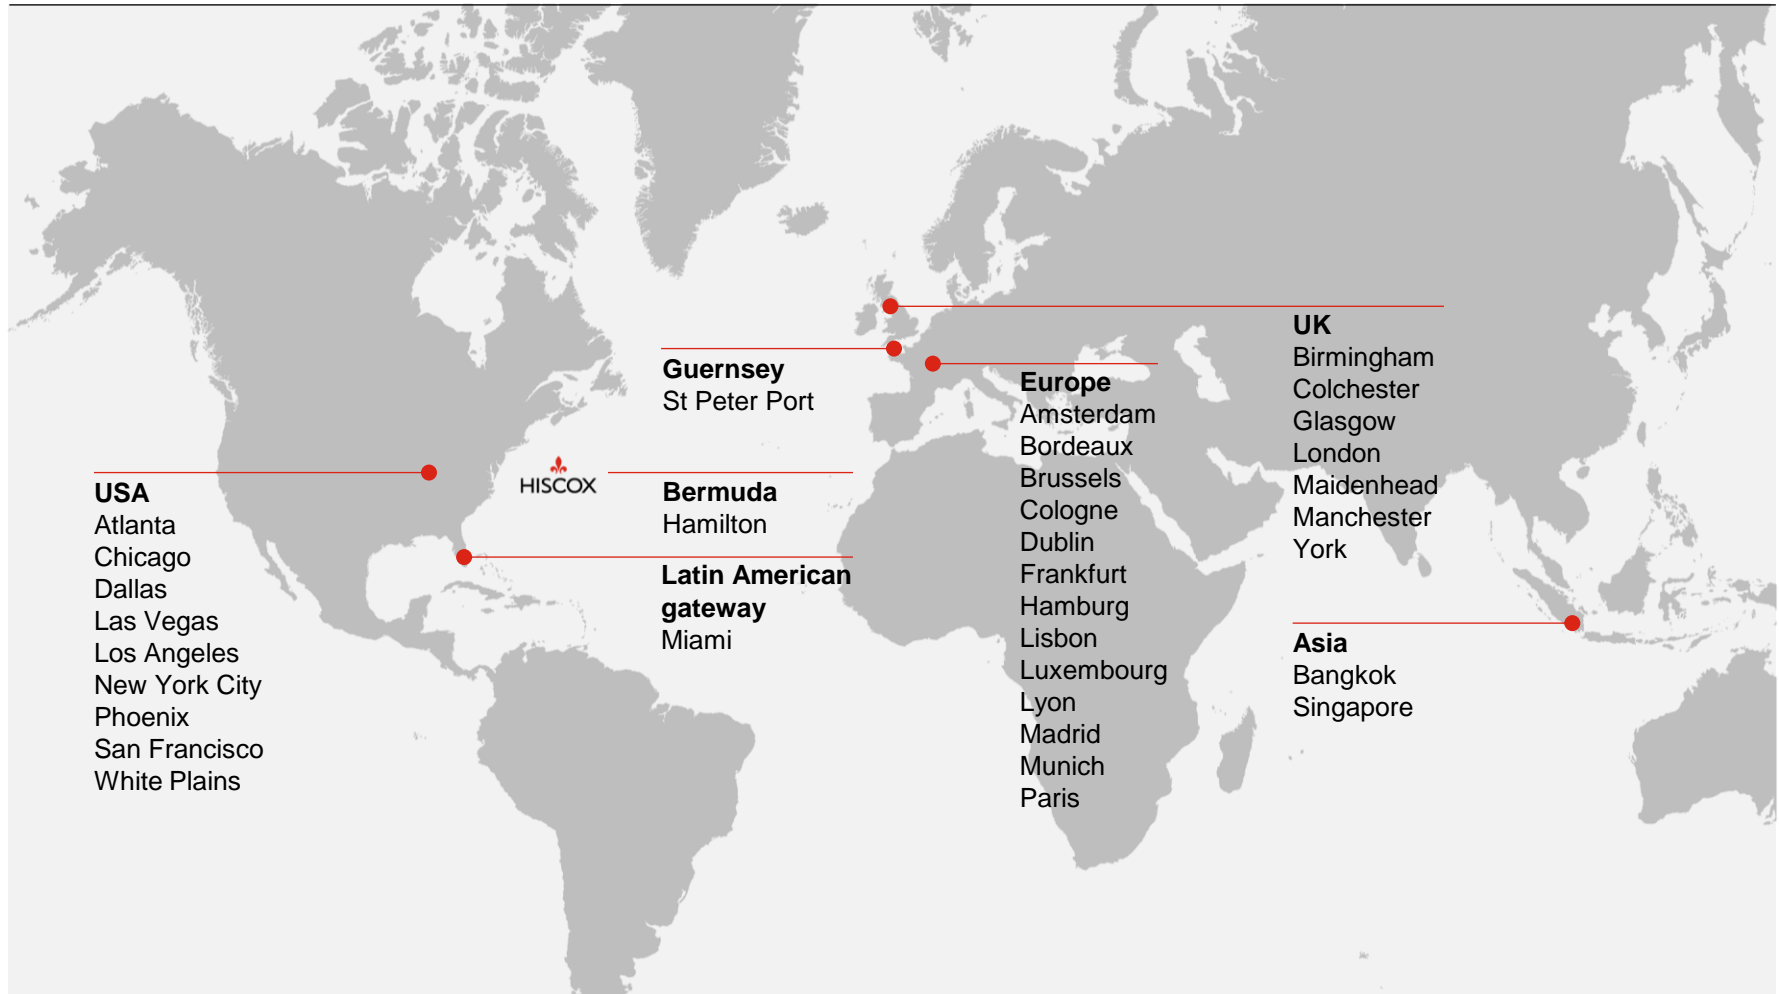 USA
Atlanta
Chicago
Dallas
Las Vegas
Los Angeles
New York City
Phoenix
San Francisco
White Plains
HISCOX
Guernsey
St Peter Port
Bermuda
Hamilton
Latin American
gateway
Miami
Europe
Amsterdam
Bordeaux
Brussels
Cologne
Dublin
Frankfurt
Hamburg
Lisbon
Luxembourg
Lyon
Madrid
Munich
Paris
UK
Birmingham
Colchester
Glasgow
London
Maidenhead
Manchester
York
Asia
Bangkok
Singapore